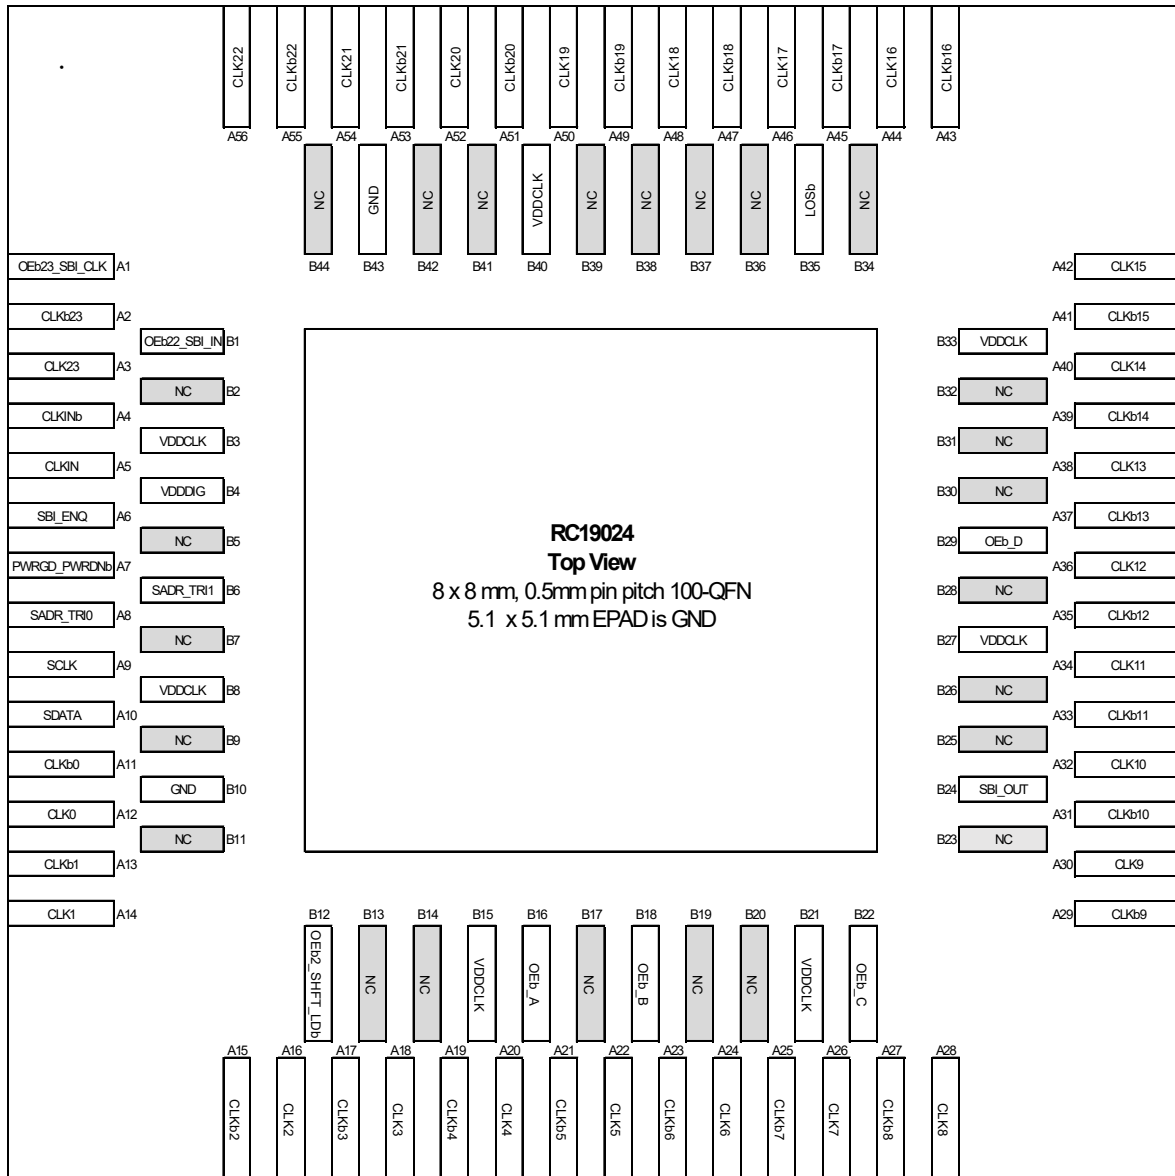 CLK22
CLKb22
CLK21
CLKb21
CLK20
CLKb20
CLK19
CLKb19
CLK18
CLKb18
CLK17
CLKb17
CLK16
CLKb16
A56 A55 A54 A53 A52 A51 A50 A49 A48 A47 A46 A45 A44 A43
NC
GND
NC
NC
VDDCLK
NC
NC
NC
NC
LOSb
NC
B44 B43 B42 B41 B40 B39 B38 B37 B36 B35 B34
OEb23_SBI_CLK A1
CLKb23 A2
CLK23 A3
CLKINb A4
CLKIN A5
SBI_ENQ A6
PWRGD_PWRDNb A7
SADR_TRI0 A8
SCLK A9
SDATA A10
CLKb0 A11
CLK0 A12
CLKb1 A13
CLK1 A14
OEb22_SBI_IN B1
NC B2
VDDCLK B3
VDDDIG B4
NC B5
SADR_TRI1 B6
NC B7
VDDCLK B8
NC B9
GND B10
NC B11
RC19024
Top View
8 x 8 mm, 0.5mm pin pitch 100-QFN
5.1 x 5.1 mm EPAD is GND
B33 VDDCLK
B32 NC
B31 NC
B30 NC
B29 OEb_D
B28 NC
B27 VDDCLK
B26 NC
B25 NC
B24 SBI_OUT
B23 NC
A42 CLK15
A41 CLKb15
A40 CLK14
A39 CLKb14
A38 CLK13
A37 CLKb13
A36 CLK12
A35 CLKb12
A34 CLK11
A33 CLKb11
A32 CLK10
A31 CLKb10
A30 CLK9
A29 CLKb9
B12 B13 B14 B15 B16 B17 B18 B19 B20 B21 B22
OEb2_SHFT_LDb
NC
NC
VDDCLK
OEb_A
NC
OEb_B
NC
NC
VDDCLK
OEb_C
A15 A16 A17 A18 A19 A20 A21 A22 A23 A24 A25 A26 A27 A28
CLKb2
CLK2
CLKb3
CLK3
CLKb4
CLK4
CLKb5
CLK5
CLKb6
CLK6
CLKb7
CLK7
CLKb8
CLK8